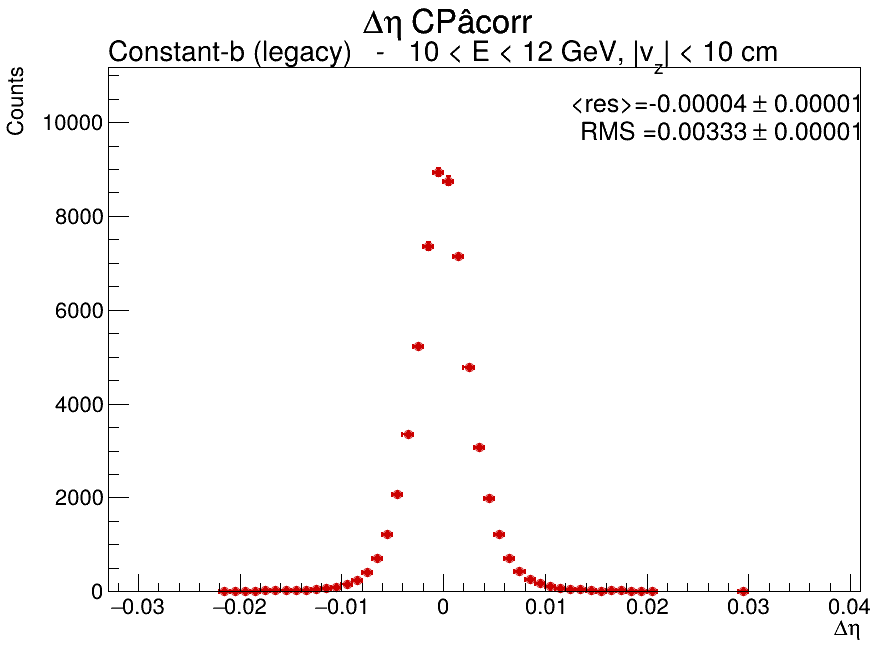 Δη CPâcorr
Constant-b (legacy) - 10 < E < 12 GeV, |v_z| < 10 cm
Counts
<res>=-0.00004 ± 0.00001
RMS =0.00333 ± 0.00001
10000
8000
6000
4000
2000
0
−0.03 −0.02 −0.01 0 0.01 0.02 0.03 0.04
Δη